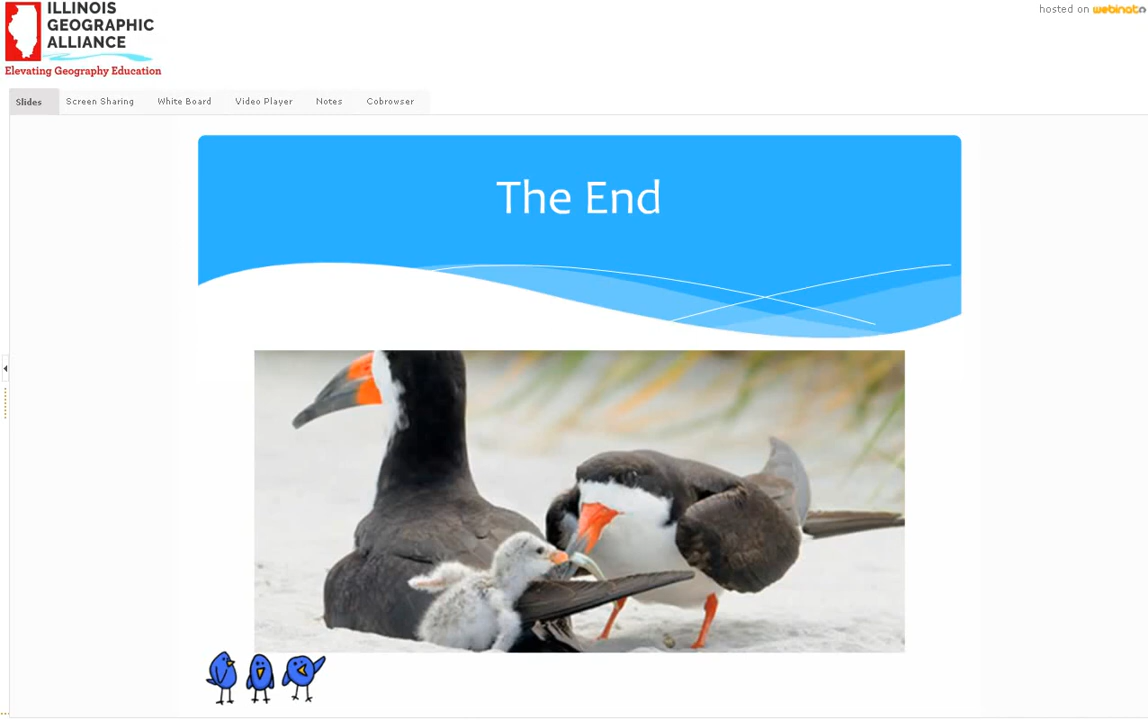 ILLINOIS
GEOGRAPHIC
ALLIANCE
Elevating Geography Education
hosted on webinato
Slides
Screen Sharing
White Board
Video Player
Notes
Cobrowser
The End